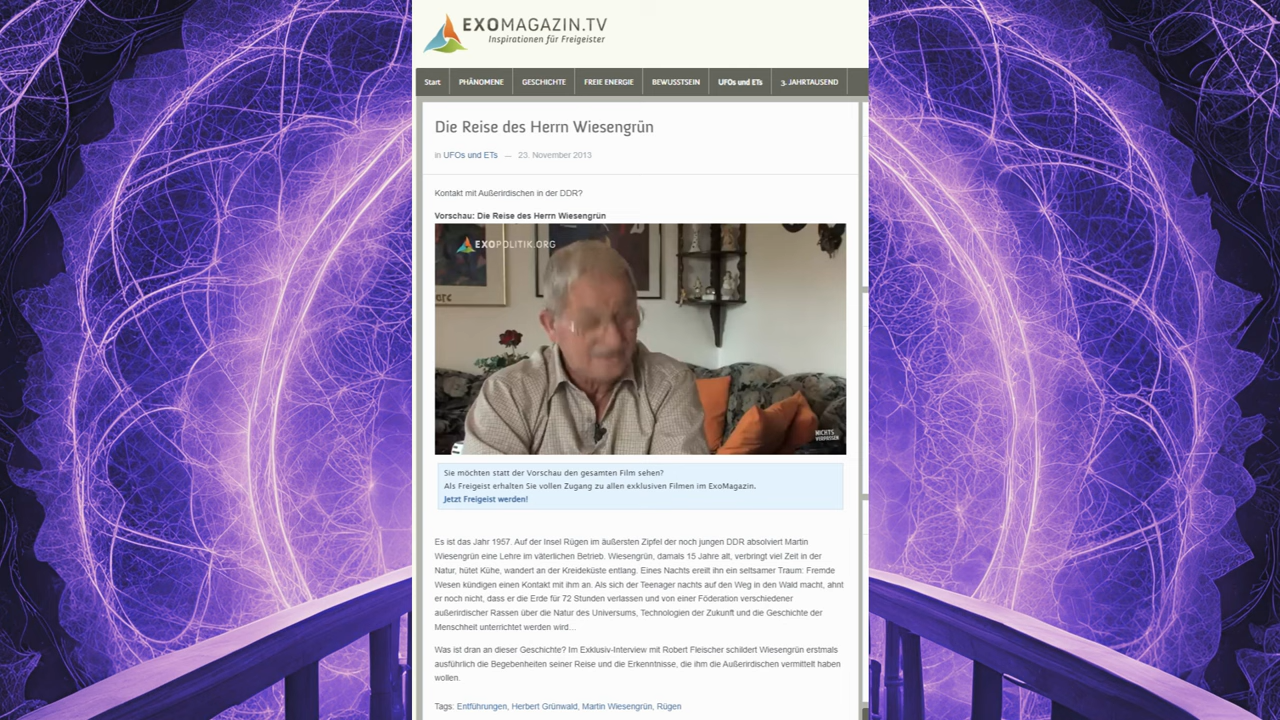 EXOMAGAZIN.TV
Inspirationen für Freigeister
Start PHÄNOMENE GESCHICHTE FREIE ENERGIE BEWUSSTSEIN UFOs und ETs 3. JAHRTAUSEND
Die Reise des Herrn Wiesengrün
in UFOs und ETs — 23. November 2013
Kontakt mit Außerirdischen in der DDR?
Vorschau: Die Reise des Herrn Wiesengrün
EXOPOLITIK.ORG
NICHTS
VERPASSEN
Sie möchten statt der Vorschau den gesamten Film sehen?
Als Freigeist erhalten Sie vollen Zugang zu allen exklusiven Filmen im ExoMagazin.
Jetzt Freigeist werden!
Es ist das Jahr 1957. Auf der Insel Rügen im äußersten Zipfel der noch jungen DDR absolviert Martin
Wiesengrün eine Lehre im väterlichen Betrieb. Wiesengrün, damals 15 Jahre alt, verbringt viel Zeit in der
Natur, hütet Kühe, wandert an der Kreideküste entlang. Eines Nachts ereilt ihn ein seltsamer Traum: Fremde
Wesen kündigen einen Kontakt mit ihm an. Als sich der Teenager nachts auf den Weg in den Wald macht, ahnt
er noch nicht, dass er die Erde für 72 Stunden verlassen und von einer Föderation verschiedener
außerirdischer Rassen über die Natur des Universums, Technologien der Zukunft und die Geschichte der
Menschheit unterrichtet werden wird…
Was ist dran an dieser Geschichte? Im Exklusiv-Interview mit Robert Fleischer schildert Wiesengrün erstmals
ausführlich die Begebenheiten seiner Reise und die Erkenntnisse, die ihm die Außerirdischen vermittelt haben
wollen.
Tags: Entführungen, Herbert Grünwald, Martin Wiesengrün, Rügen